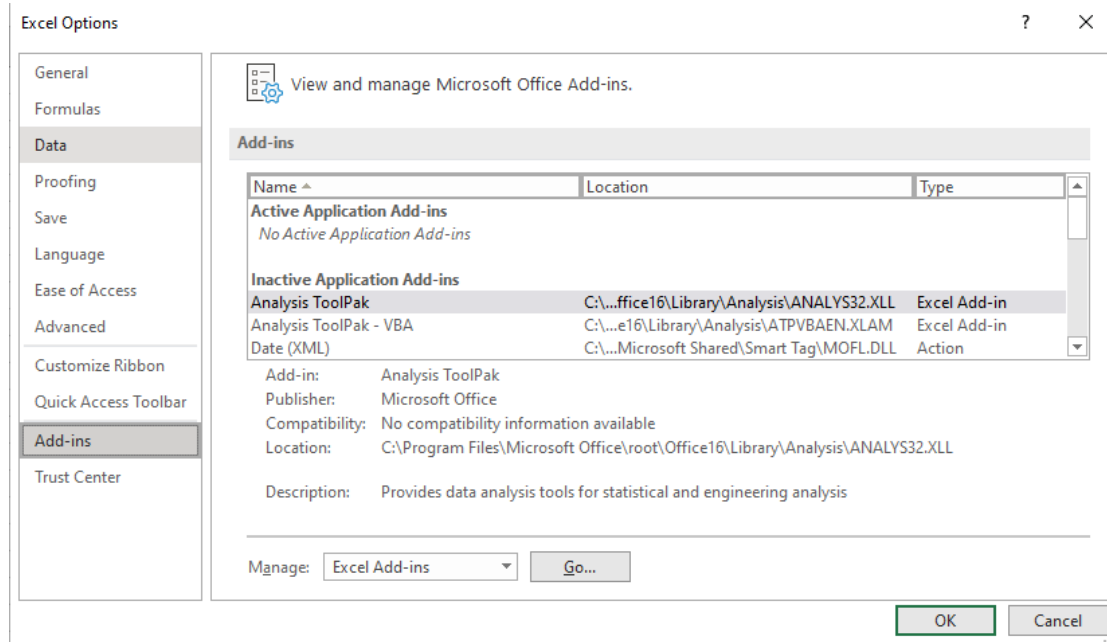 Excel Options
?
General
Formulas
Data
Proofing
Save
Language
Ease of Access
Advanced
Customize Ribbon
Quick Access Toolbar
Add-ins
Trust Center
View and manage Microsoft Office Add-ins.
Add-ins
Name Location Type
Active Application Add-ins
No Active Application Add-ins
Inactive Application Add-ins
Analysis ToolPak C:\...ffice16\Library\Analysis\ANALYS32.XLL Excel Add-in
Analysis ToolPak - VBA C:\...e16\Library\Analysis\ATPVBAEN.XLAM Excel Add-in
Date (XML) C:\...Microsoft Shared\Smart Tag\MOFL.DLL Action
Add-in: Analysis ToolPak
Publisher: Microsoft Office
Compatibility: No compatibility information available
Location: C:\Program Files\Microsoft Office\root\Office16\Library\Analysis\ANALYS32.XLL
Description: Provides data analysis tools for statistical and engineering analysis
Manage: Excel Add-ins Go...
OK Cancel